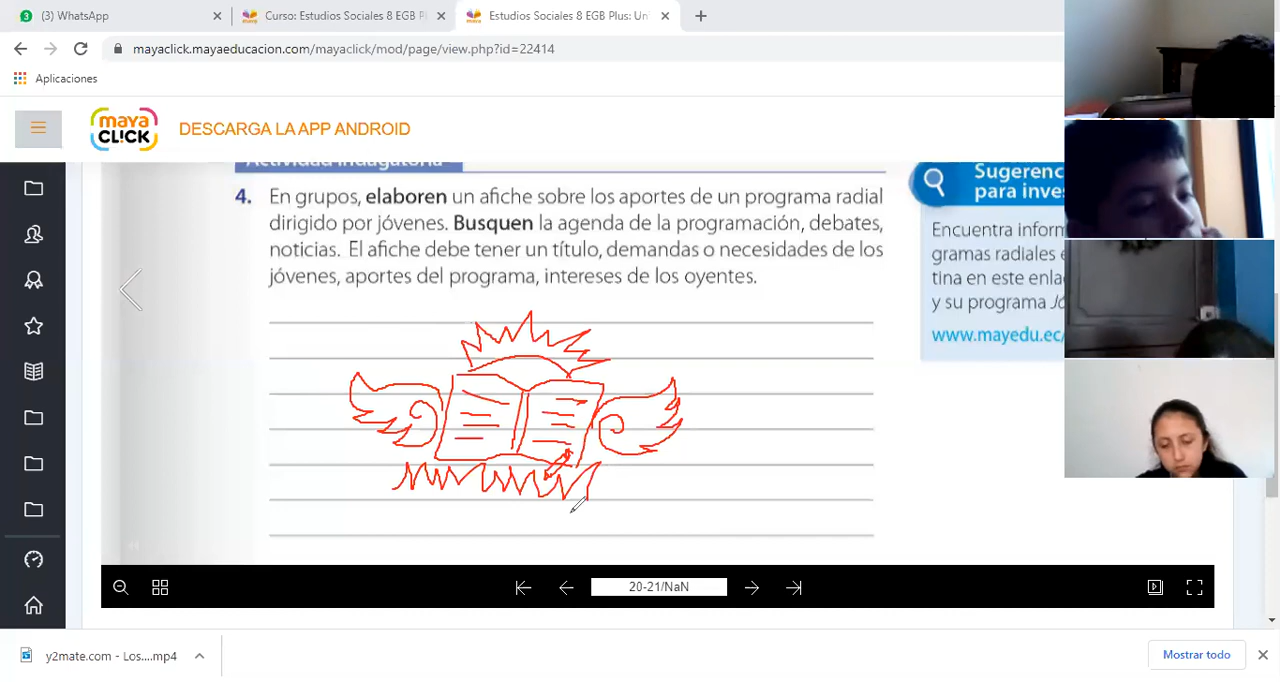 (3) WhatsApp
Curso: Estudios Sociales 8 EGB Pl
Estudios Sociales 8 EGB Plus: Un
mayaclick.mayaeducacion.com/mayaclick/mod/page/view.php?id=22414
Aplicaciones
maya CLICK
DESCARGA LA APP ANDROID
Actividad indagatoria
4. En grupos, elaboren un afiche sobre los aportes de un programa radial
dirigido por jóvenes. Busquen la agenda de la programación, debates,
noticias. El afiche debe tener un título, demandas o necesidades de los
jóvenes, aportes del programa, intereses de los oyentes.
Sugerenc
para inves
Encuentra inform
gramas radiales e
tina en este enlac
y su programa Jó
www.mayedu.ec/
20-21/NaN
y2mate.com - Los....mp4
Mostrar todo